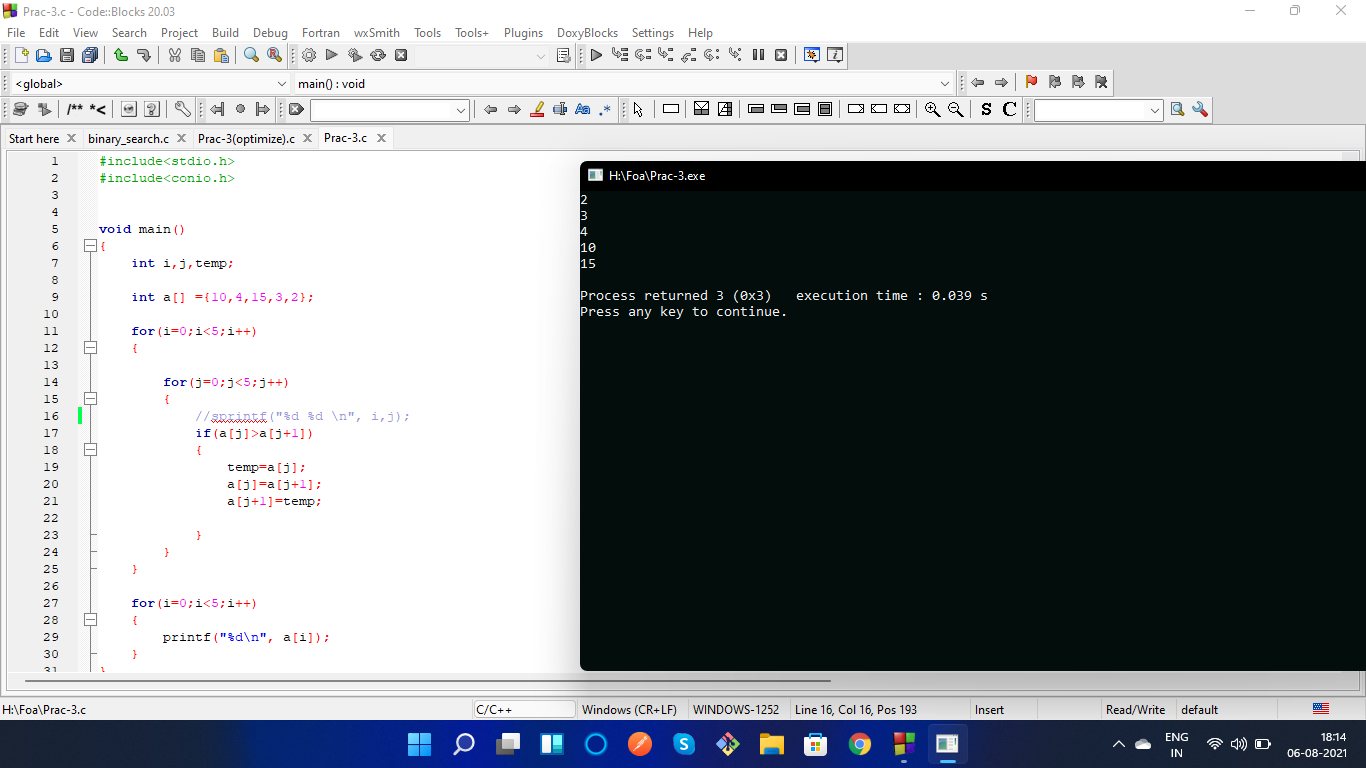 Prac-3.c - Code::Blocks 20.03
File Edit View Search Project Build Debug Fortran wxSmith Tools Tools+ Plugins DoxyBlocks Settings Help
<global> main() : void
/** *< Aa .* S C
Start here binary_search.c Prac-3(optimize).c Prac-3.c
1 #include<stdio.h>
2 #include<conio.h>
3
4
5 void main()
6 {
7 int i,j,temp;
8
9 int a[] ={10,4,15,3,2};
10
11 for(i=0;i<5;i++)
12 {
13
14 for(j=0;j<5;j++)
15 {
16 //sprintf("%d %d \n", i,j);
17 if(a[j]>a[j+1])
18 {
19 temp=a[j];
20 a[j]=a[j+1];
21 a[j+1]=temp;
22
23 }
24 }
25 }
26
27 for(i=0;i<5;i++)
28 {
29 printf("%d\n", a[i]);
30 }
31 }
H:\Foa\Prac-3.exe
2
3
4
10
15
Process returned 3 (0x3) execution time : 0.039 s
Press any key to continue.
H:\Foa\Prac-3.c C/C++ Windows (CR+LF) WINDOWS-1252 Line 16, Col 16, Pos 193 Insert Read/Write default
ENG
IN
18:14
06-08-2021